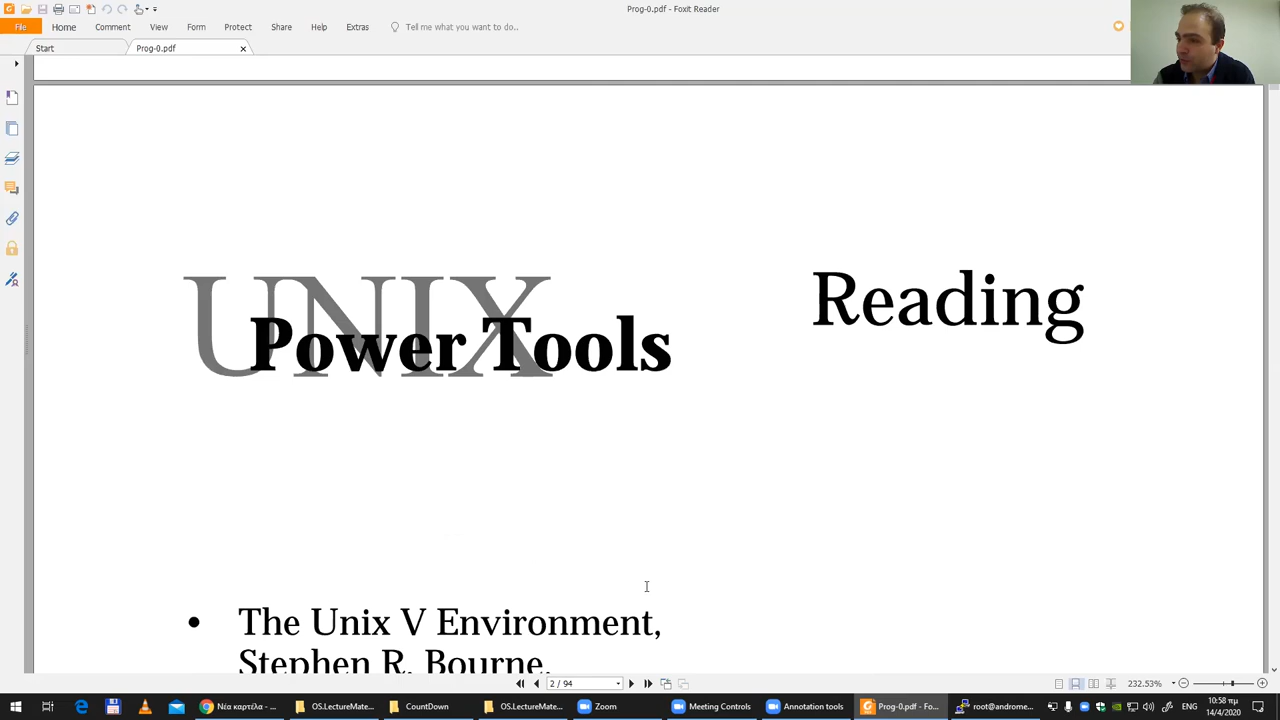 Prog-0.pdf - Foxit Reader
File Home Comment View Form Protect Share Help Extras Tell me what you want to do..
Start Prog-0.pdf
UNIX
Power Tools
Reading
• The Unix V Environment,
Stephen R. Bourne,
2 / 94
232.53%
Νέα καρτέλα - ... OS.LectureMate... CountDown OS.LectureMate... Zoom Meeting Controls Annotation tools Prog-0.pdf - Fo... root@androme...
10:58 πμ
14/4/2020